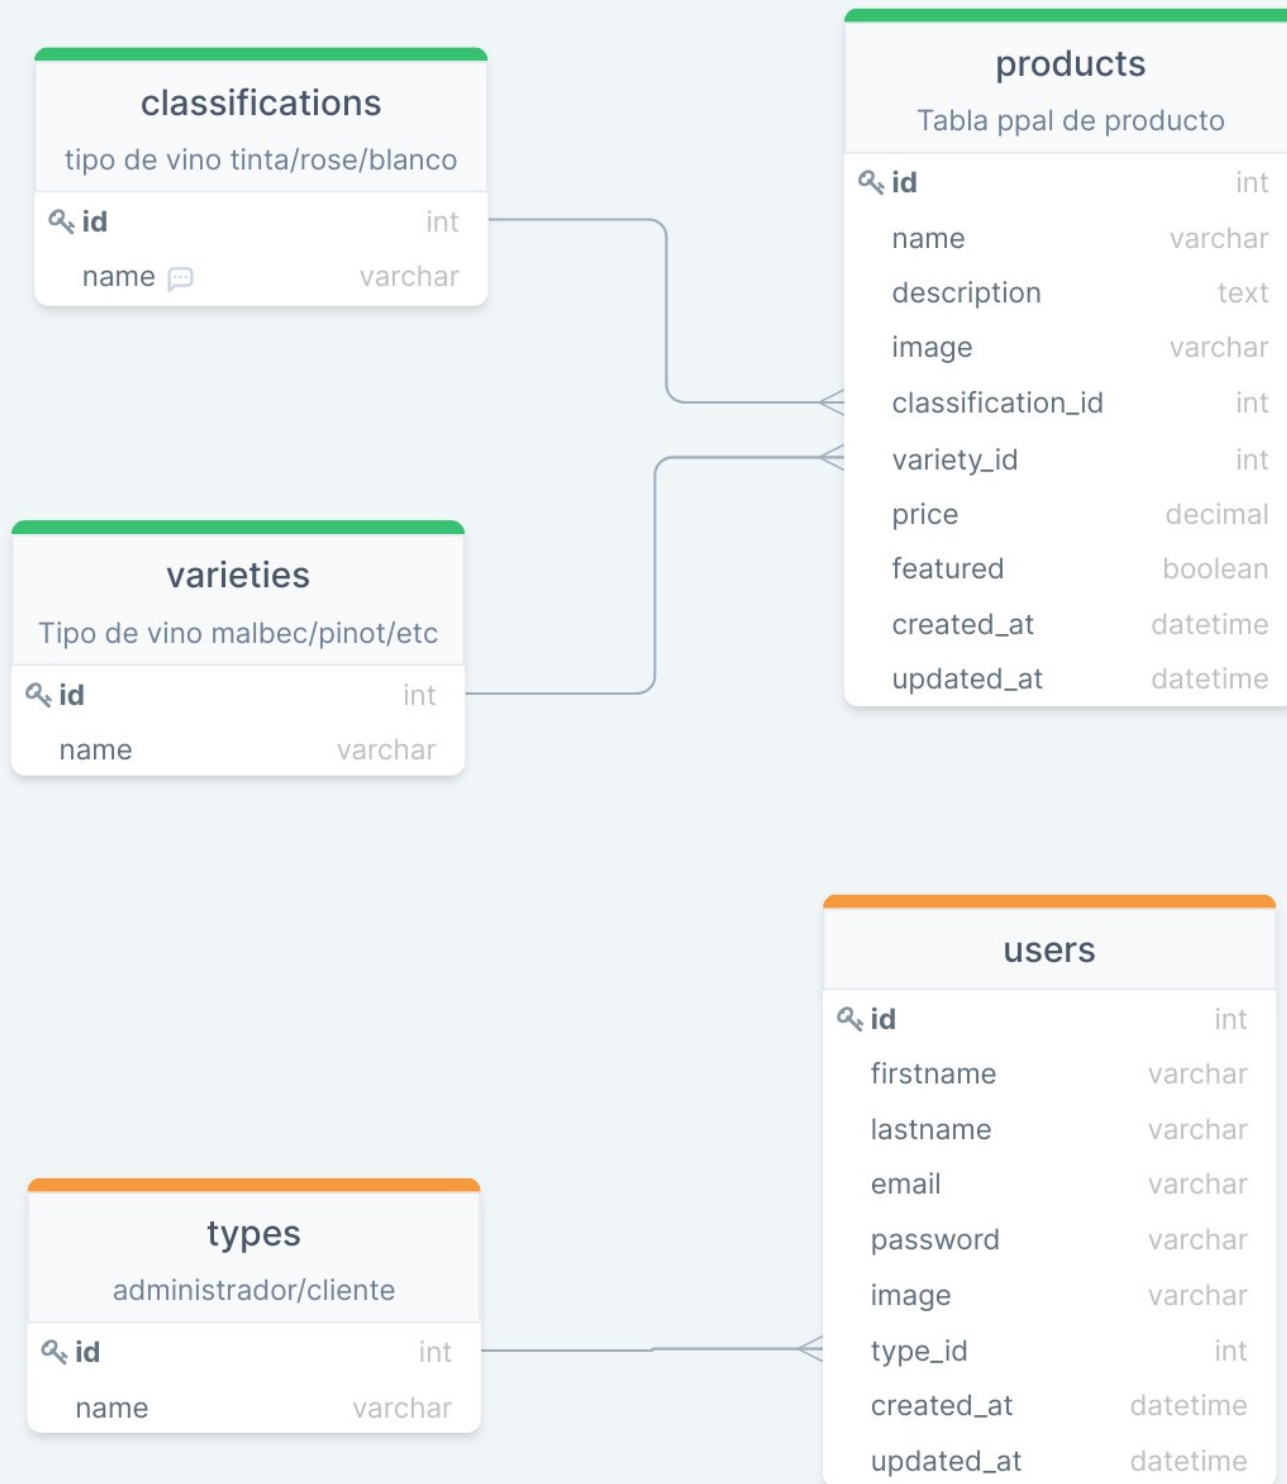 classifications
tipo de vino tinta/rose/blanco
id int
name varchar
products
Tabla ppal de producto
id int
name varchar
description text
image varchar
classification_id int
variety_id int
price decimal
featured boolean
created_at datetime
updated_at datetime
varieties
Tipo de vino malbec/pinot/etc
id int
name varchar
users
id int
firstname varchar
lastname varchar
email varchar
password varchar
image varchar
type_id int
created_at datetime
updated_at datetime
types
administrador/cliente
id int
name varchar